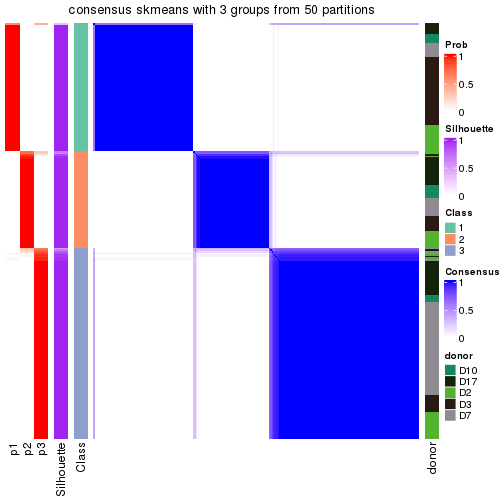 consensus skmeans with 3 groups from 50 partitions
Prob
1
0.5
0
Silhouette
1
0.5
0
Class
1
2
3
Consensus
1
0.5
0
donor
D10
D17
D2
D3
D7
p1
p2
p3
Silhouette
Class
donor